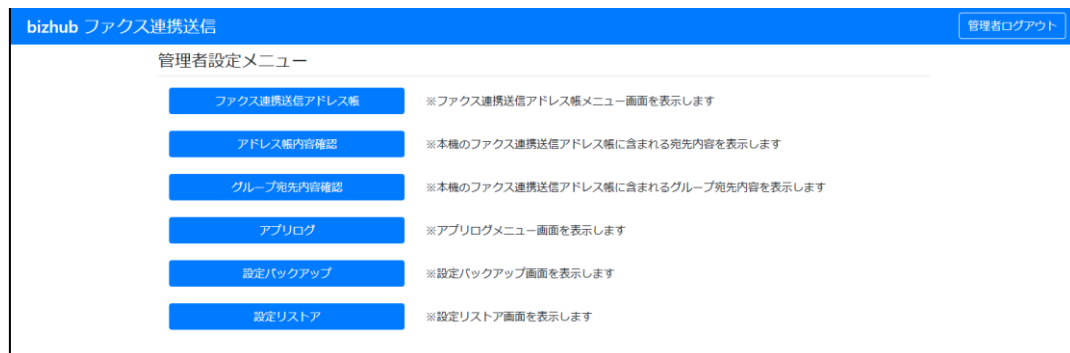 bizhub ファクス連携送信
管理者ログアウト
管理者設定メニュー
ファクス連携送信アドレス帳 ※ファクス連携送信アドレス帳メニュー画面を表示します
アドレス帳内容確認 ※本機のファクス連携送信アドレス帳に含まれる宛先内容を表示します
グループ宛先内容確認 ※本機のファクス連携送信アドレス帳に含まれるグループ宛先内容を表示します
アプリログ ※アプリログメニュー画面を表示します
設定バックアップ ※設定バックアップ画面を表示します
設定リストア ※設定リストア画面を表示します